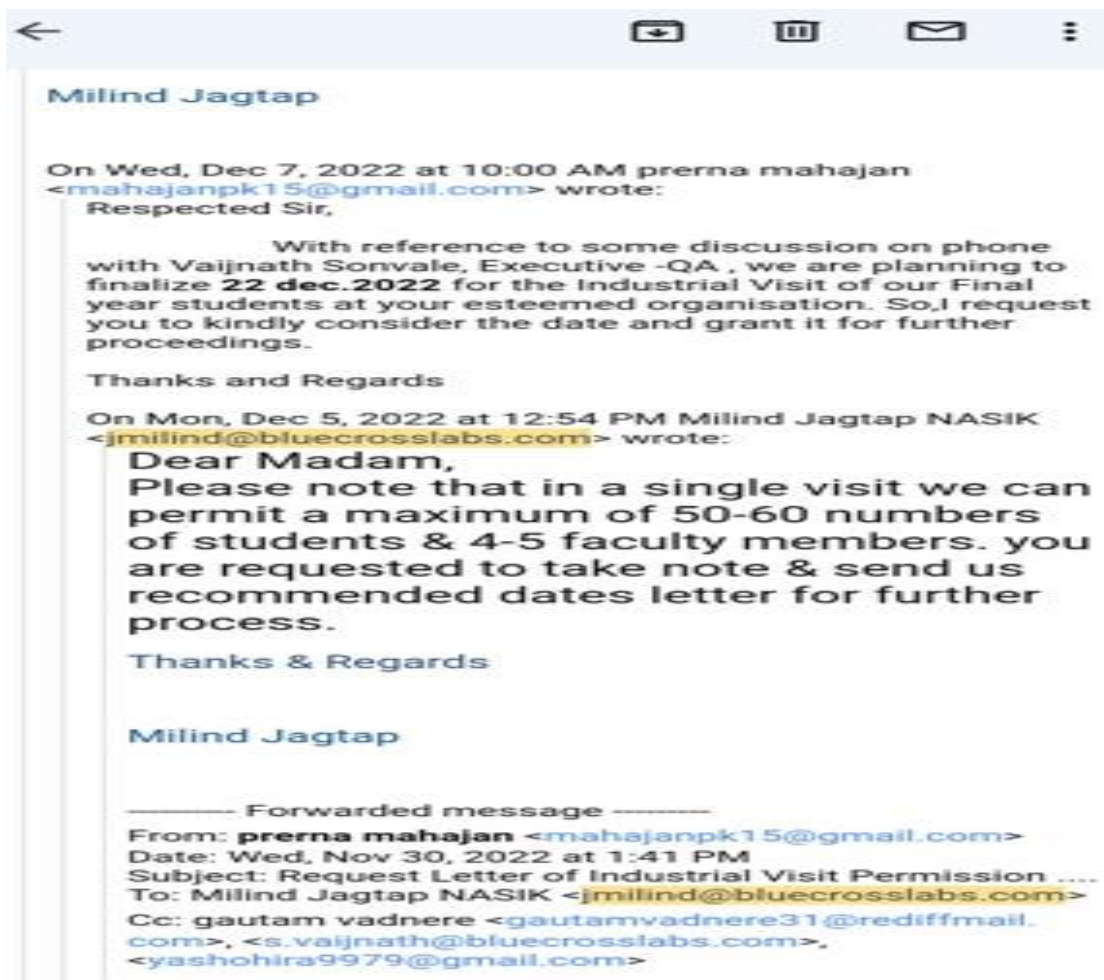 Milind Jagtap
On Wed, Dec 7, 2022 at 10:00 AM prerna mahajan
<mahajanpk15@gmail.com> wrote:
Respected Sir,
With reference to some discussion on phone
with Vaijnath Sonvale, Executive -QA , we are planning to
finalize 22 dec.2022 for the Industrial Visit of our Final
year students at your esteemed organisation. So,I request
you to kindly consider the date and grant it for further
proceedings.
Thanks and Regards
On Mon, Dec 5, 2022 at 12:54 PM Milind Jagtap NASIK
<jmilind@bluecrosslabs.com> wrote:
Dear Madam,
Please note that in a single visit we can
permit a maximum of 50-60 numbers
of students & 4-5 faculty members. you
are requested to take note & send us
recommended dates letter for further
process.
Thanks & Regards
Milind Jagtap
---------- Forwarded message ---------
From: prerna mahajan <mahajanpk15@gmail.com>
Date: Wed, Nov 30, 2022 at 1:41 PM
Subject: Request Letter of Industrial Visit Permission ....
To: Milind Jagtap NASIK <jmilind@bluecrosslabs.com>
Cc: gautam vadnere <gautamvadnere31@rediffmail.
com>, <s.vaijnath@bluecrosslabs.com>,
<yashohira9979@gmail.com>